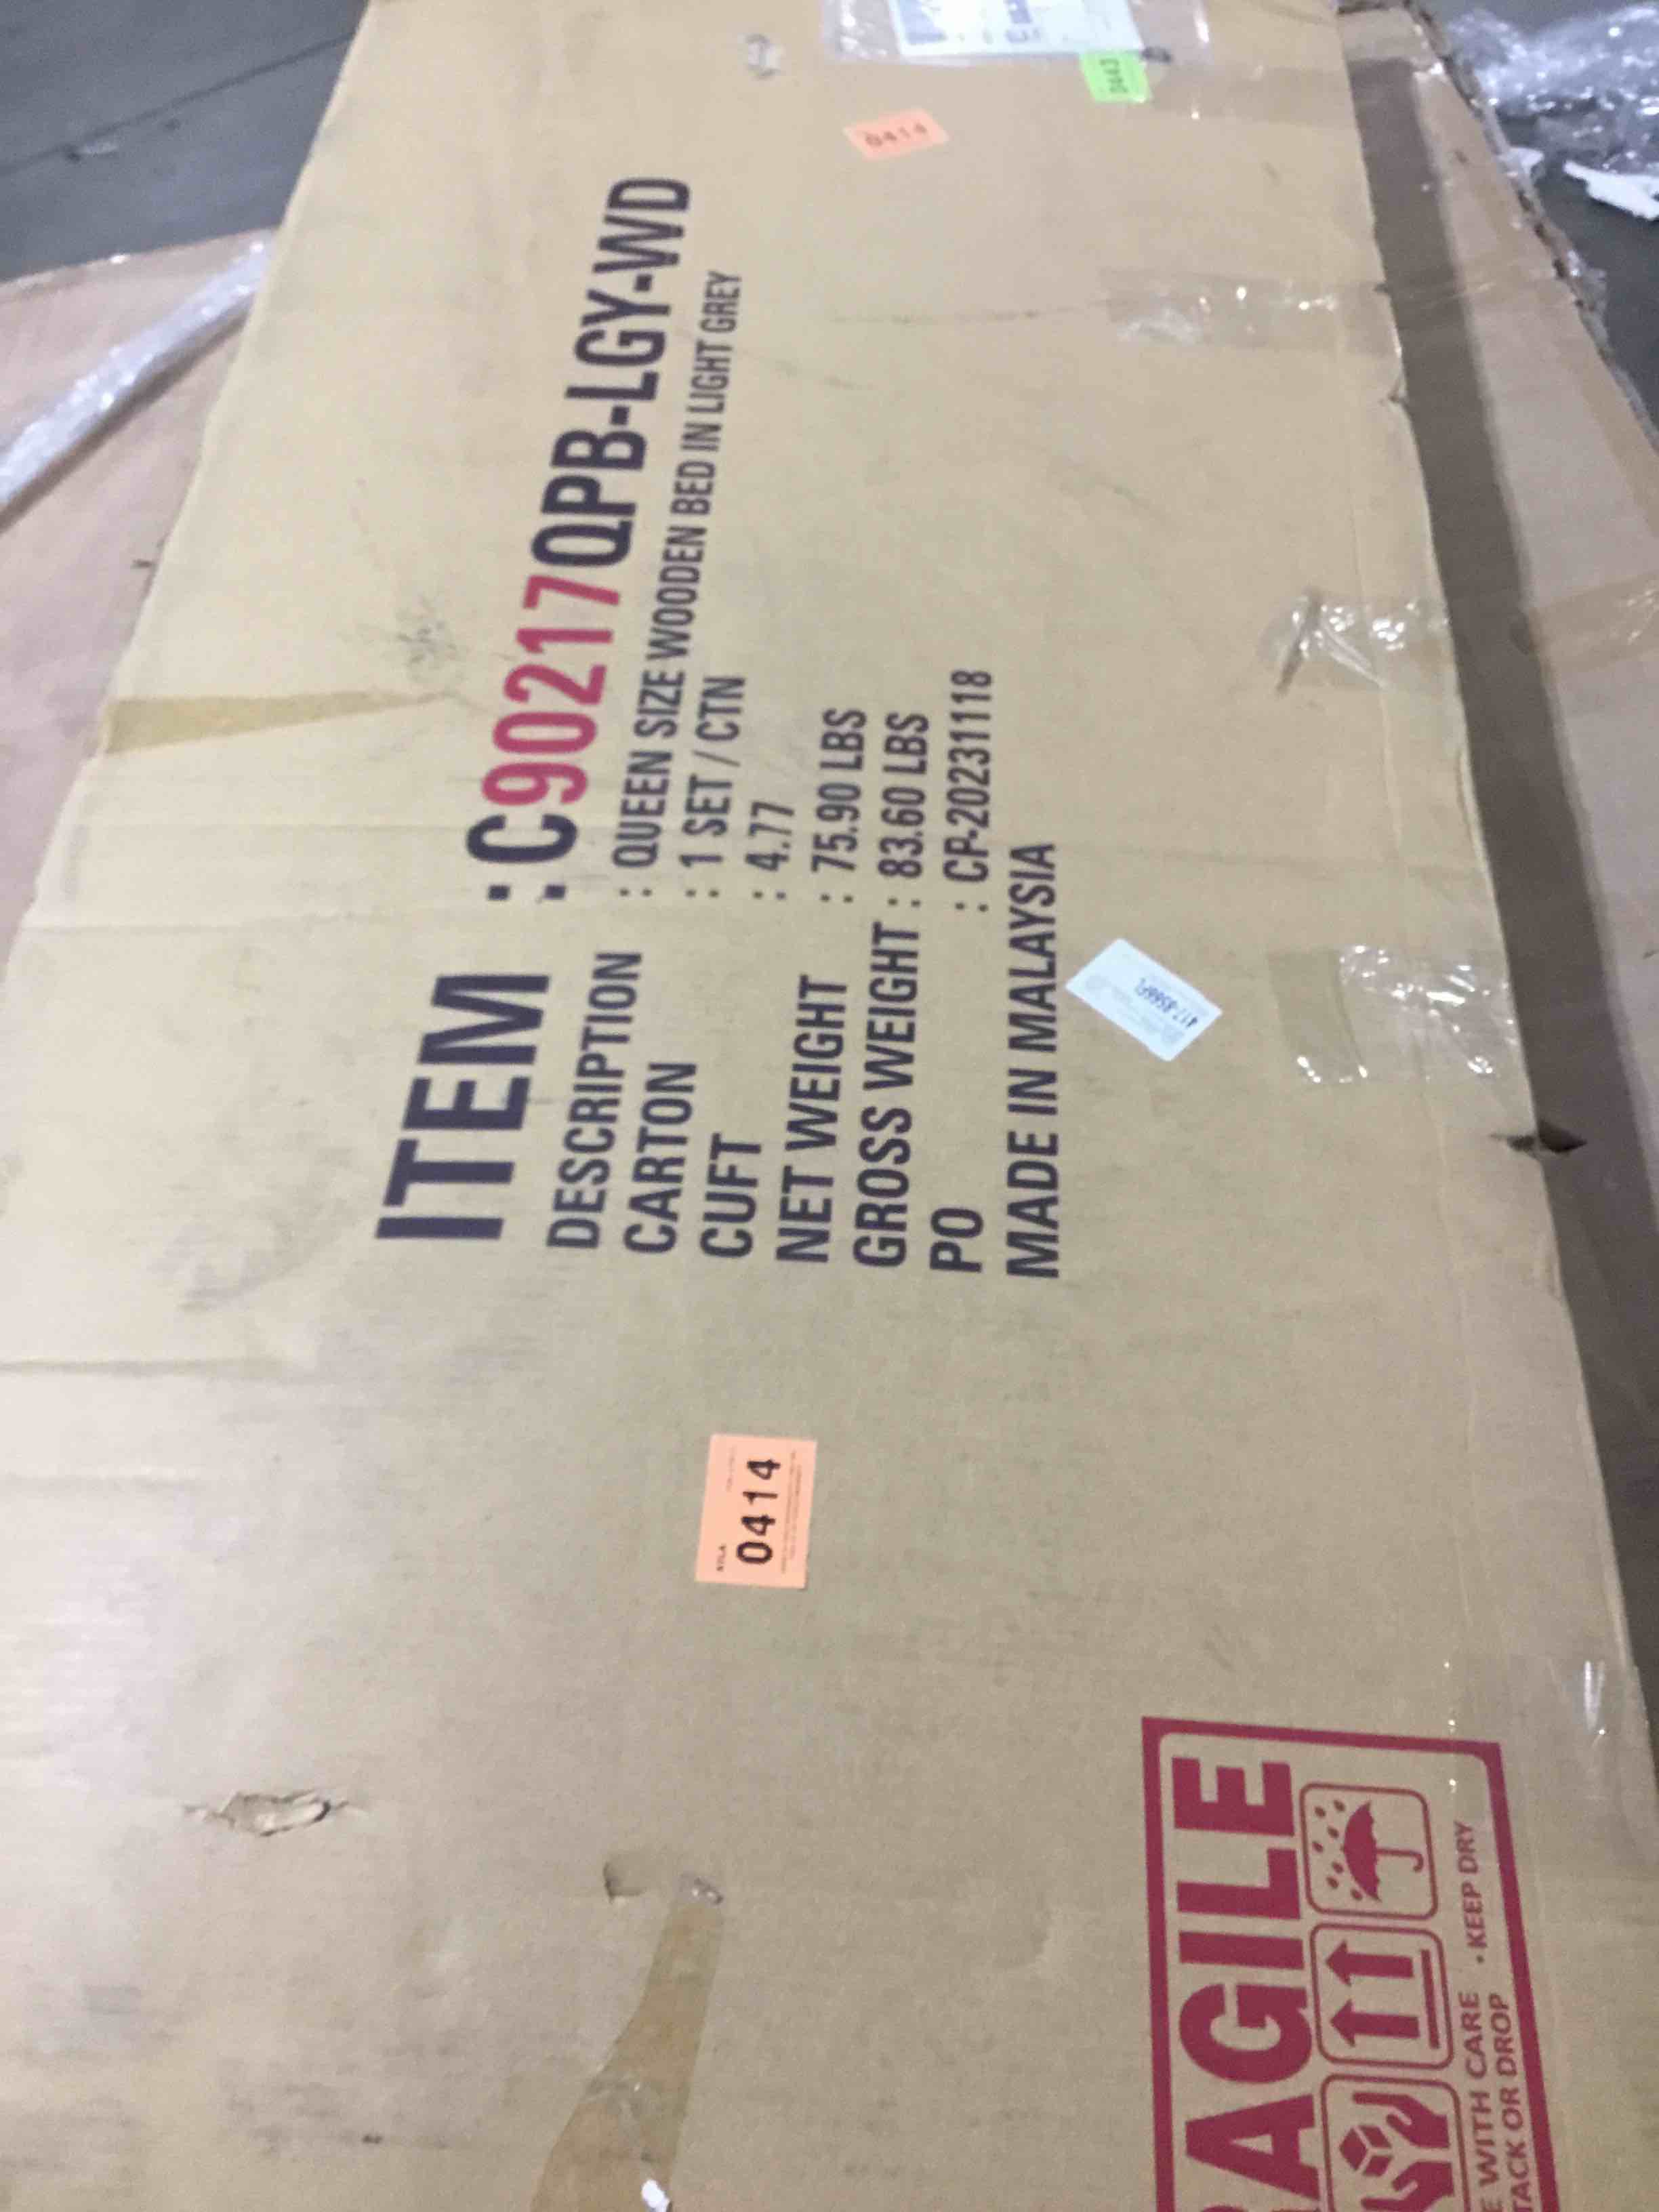 ITEM : C90217QPB-LGY-WD
DESCRIPTION : QUEEN SIZE WOODEN BED IN LIGHT GREY
CARTON : 1 SET / CTN
CUFT : 4.77
NET WEIGHT : 75.90 LBS
GROSS WEIGHT : 83.60 LBS
PO : CP-20231118
MADE IN MALAYSIA
0414
0414
AGILE
WITH CARE · KEEP DRY
TACK OR DROP